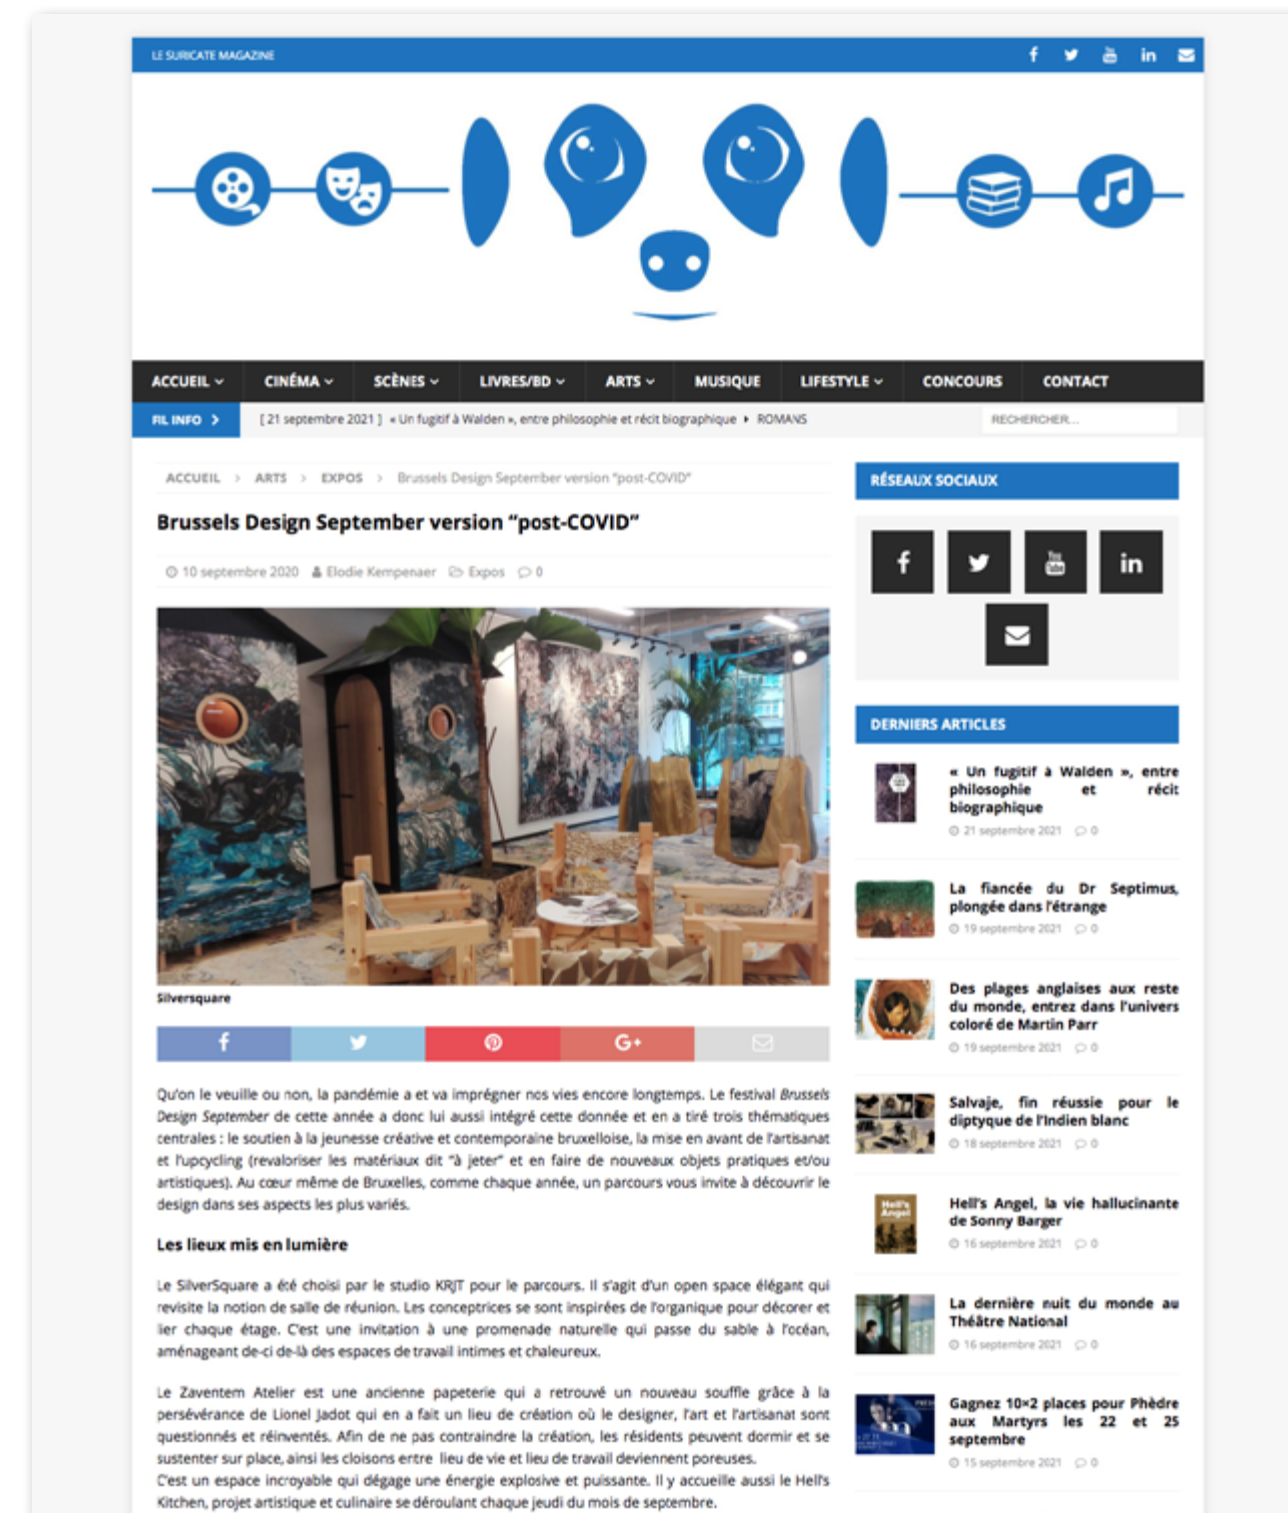 LE SURICATE MAGAZINE
ACCUEIL
CINÉMA
SCÈNES
LIVRES/BD
ARTS
MUSIQUE
LIFESTYLE
CONCOURS
CONTACT
FIL INFO
[ 21 septembre 2021 ] « Un fugitif à Walden », entre philosophie et récit biographique ROMANS
RECHERCHER...
ACCUEIL > ARTS > EXPOS > Brussels Design September version “post-COVID”
Brussels Design September version “post-COVID”
10 septembre 2020 Elodie Kempenaer Expos 0
Silversquare
Qu’on le veuille ou non, la pandémie a et va imprégner nos vies encore longtemps. Le festival Brussels
Design September de cette année a donc lui aussi intégré cette donnée et en a tiré trois thématiques
centrales : le soutien à la jeunesse créative et contemporaine bruxelloise, la mise en avant de l’artisanat
et l’upcycling (revaloriser les matériaux dit “à jeter” et en faire de nouveaux objets pratiques et/ou
artistiques). Au cœur même de Bruxelles, comme chaque année, un parcours vous invite à découvrir le
design dans ses aspects les plus variés.
Les lieux mis en lumière
Le SilverSquare a été choisi par le studio KRJT pour le parcours. Il s’agit d’un open space élégant qui
revisite la notion de salle de réunion. Les conceptrices se sont inspirées de l’organique pour décorer et
lier chaque étage. C’est une invitation à une promenade naturelle qui passe du sable à l’océan,
aménageant de-ci de-là des espaces de travail intimes et chaleureux.
Le Zaventem Atelier est une ancienne papeterie qui a retrouvé un nouveau souffle grâce à la
persévérance de Lionel Jadot qui en a fait un lieu de création où le designer, l’art et l’artisanat sont
questionnés et réinventés. Afin de ne pas contraindre la création, les résidents peuvent dormir et se
sustenter sur place, ainsi les cloisons entre lieu de vie et lieu de travail deviennent poreuses.
C’est un espace incroyable qui dégage une énergie explosive et puissante. Il y accueille aussi le Hell’s
Kitchen, projet artistique et culinaire se déroulant chaque jeudi du mois de septembre.
RÉSEAUX SOCIAUX
DERNIERS ARTICLES
« Un fugitif à Walden », entre
philosophie et récit
biographique
21 septembre 2021 0
La fiancée du Dr Septimus,
plongée dans l’étrange
19 septembre 2021 0
Des plages anglaises aux reste
du monde, entrez dans l’univers
coloré de Martin Parr
19 septembre 2021 0
Salvaje, fin réussie pour le
diptyque de l’Indien blanc
18 septembre 2021 0
Hell’s
Angel
Hell’s Angel, la vie hallucinante
de Sonny Barger
16 septembre 2021 0
La dernière nuit du monde au
Théâtre National
16 septembre 2021 0
Gagnez 10×2 places pour Phèdre
aux Martyrs les 22 et 25
septembre
15 septembre 2021 0